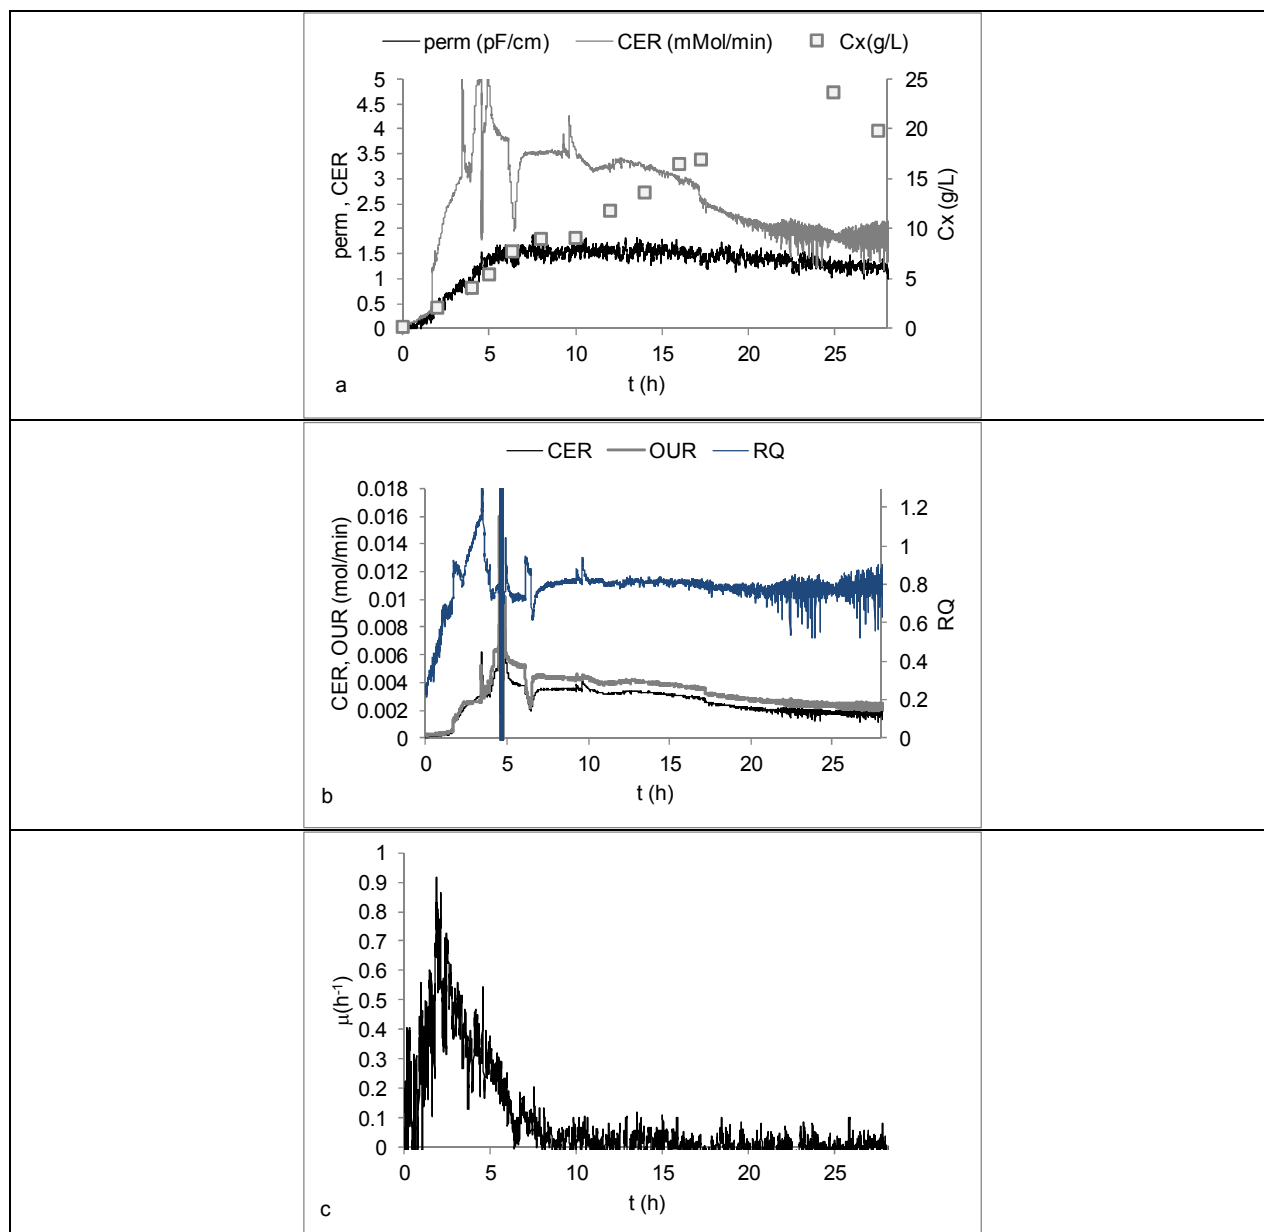 perm (pF/cm) CER (mMol/min) Cx(g/L)
5 25
4.5
4 20
3.5
3 15
2.5
2 10
1.5
1 5
0.5
0 0
perm , CER
Cx (g/L)
0 5 10 15 20 25
t (h)
a
CER OUR RQ
0.018
0.016 1.2
0.014
0.012 1
0.01 0.8
0.008 0.6
0.006
0.004 0.4
0.002 0.2
0 0
CER, OUR (mol/min)
RQ
0 5 10 15 20 25
t (h)
b
1
0.9
0.8
0.7
0.6
0.5
0.4
0.3
0.2
0.1
0
μ(h⁻¹)
0 5 10 15 20 25
t (h)
c